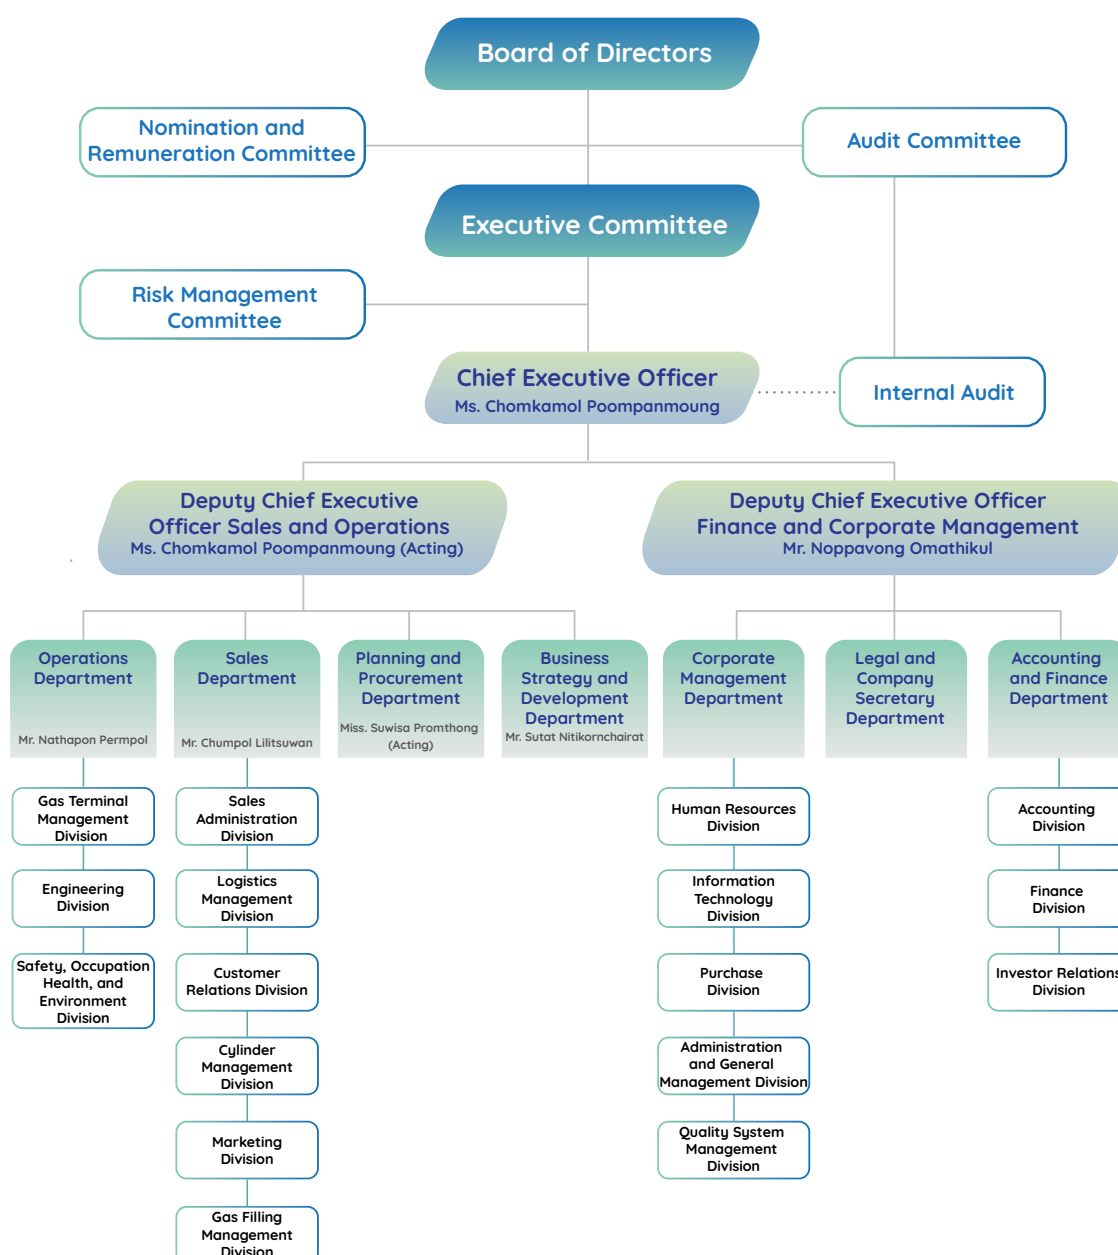 Board of Directors
Nomination and
Remuneration Committee
Audit Committee
Executive Committee
Risk Management
Committee
Chief Executive Officer
Ms. Chomkamol Poompanmoung
Internal Audit
Deputy Chief Executive
Officer Sales and Operations
Ms. Chomkamol Poompanmoung (Acting)
Deputy Chief Executive Officer
Finance and Corporate Management
Mr. Noppavong Omathikul
Operations
Department
Mr. Nathapon Permpol
Sales
Department
Mr. Chumpol Lilitsuwan
Planning and
Procurement
Department
Miss. Suwisa Promthong
(Acting)
Business
Strategy and
Development
Department
Mr. Sutat Nitikornchairat
Corporate
Management
Department
Legal and
Company
Secretary
Department
Accounting
and Finance
Department
Gas Terminal
Management
Division
Engineering
Division
Safety, Occupation
Health, and
Environment
Division
Sales
Administration
Division
Logistics
Management
Division
Customer
Relations Division
Cylinder
Management
Division
Marketing
Division
Gas Filling
Management
Division
Human Resources
Division
Information
Technology
Division
Purchase
Division
Administration
and General
Management Division
Quality System
Management
Division
Accounting
Division
Finance
Division
Investor Relations
Division